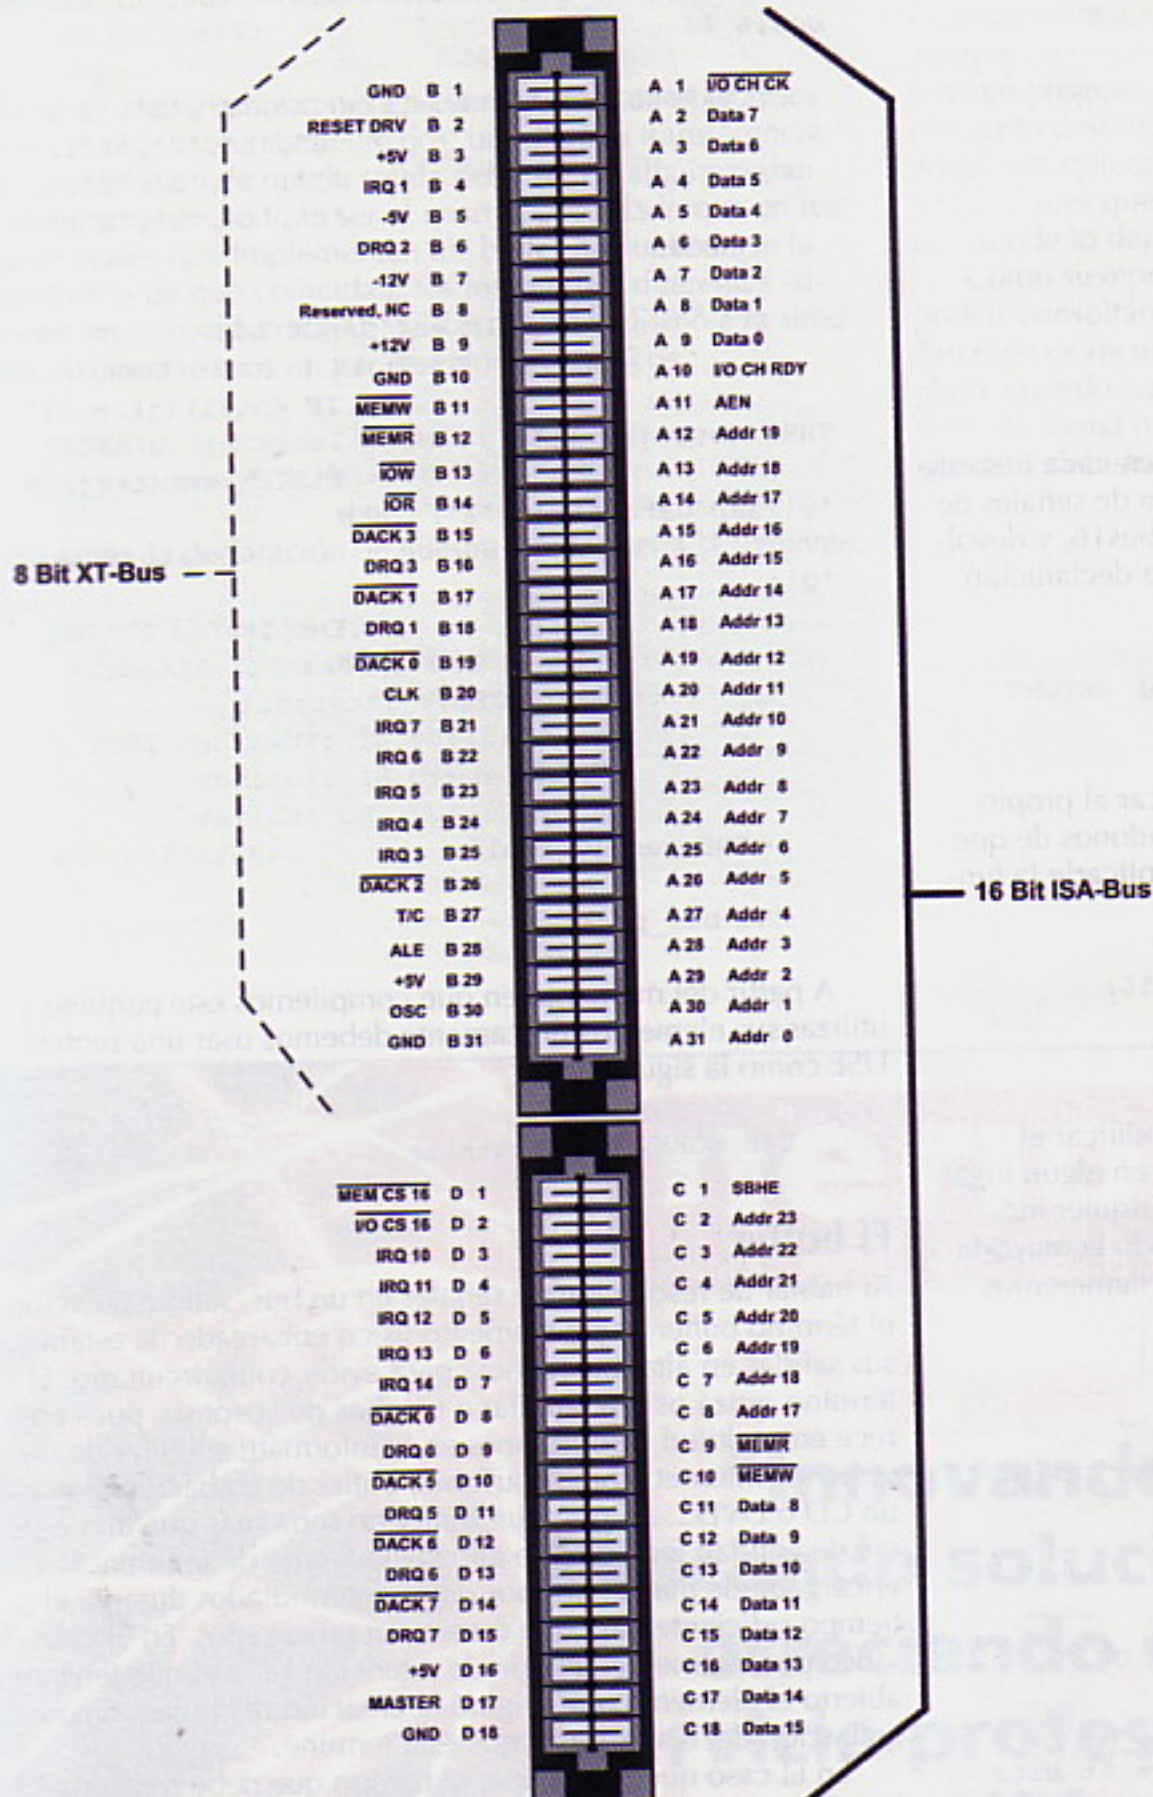 GND B 1
RESET DRV B 2
+5V B 3
IRQ 1 B 4
-5V B 5
DRQ 2 B 6
-12V B 7
Reserved, NC B 8
+12V B 9
GND B 10
MEMW B 11
MEMR B 12
IOW B 13
IOR B 14
DACK 3 B 15
DRQ 3 B 16
DACK 1 B 17
DRQ 1 B 18
DACK 0 B 19
CLK B 20
IRQ 7 B 21
IRQ 6 B 22
IRQ 5 B 23
IRQ 4 B 24
IRQ 3 B 25
DACK 2 B 26
T/C B 27
ALE B 28
+5V B 29
OSC B 30
GND B 31
8 Bit XT-Bus
A 1 I/O CH CK
A 2 Data 7
A 3 Data 6
A 4 Data 5
A 5 Data 4
A 6 Data 3
A 7 Data 2
A 8 Data 1
A 9 Data 0
A 10 I/O CH RDY
A 11 AEN
A 12 Addr 19
A 13 Addr 18
A 14 Addr 17
A 15 Addr 16
A 16 Addr 15
A 17 Addr 14
A 18 Addr 13
A 19 Addr 12
A 20 Addr 11
A 21 Addr 10
A 22 Addr 9
A 23 Addr 8
A 24 Addr 7
A 25 Addr 6
A 26 Addr 5
A 27 Addr 4
A 28 Addr 3
A 29 Addr 2
A 30 Addr 1
A 31 Addr 0
16 Bit ISA-Bus
MEM CS 16 D 1
I/O CS 16 D 2
IRQ 10 D 3
IRQ 11 D 4
IRQ 12 D 5
IRQ 13 D 6
IRQ 14 D 7
DACK 0 D 8
DRQ 0 D 9
DACK 5 D 10
DRQ 5 D 11
DACK 6 D 12
DRQ 6 D 13
DACK 7 D 14
DRQ 7 D 15
+5V D 16
MASTER D 17
GND D 18
C 1 SBHE
C 2 Addr 23
C 3 Addr 22
C 4 Addr 21
C 5 Addr 20
C 6 Addr 19
C 7 Addr 18
C 8 Addr 17
C 9 MEMR
C 10 MEMW
C 11 Data 8
C 12 Data 9
C 13 Data 10
C 14 Data 11
C 15 Data 12
C 16 Data 13
C 17 Data 14
C 18 Data 15